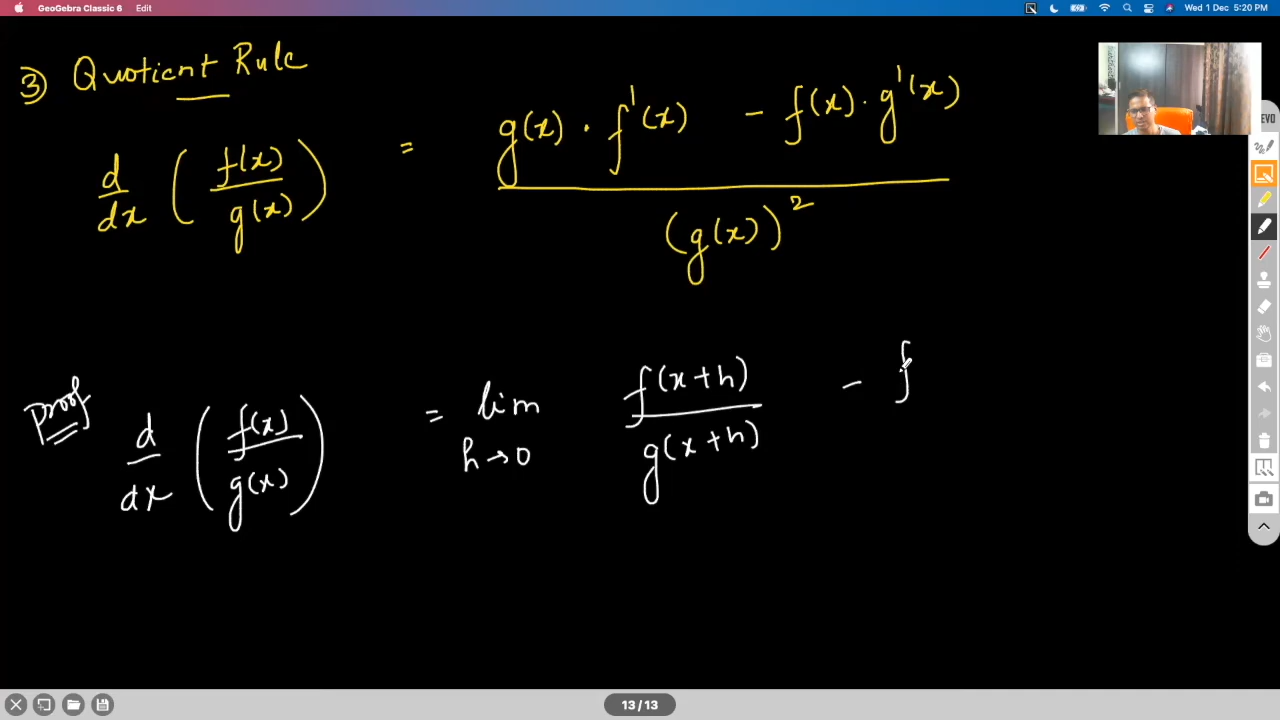 GeoGebra Classic 6 Edit Wed 1 Dec 5:20 PM
3) Quotient Rule
d/dx ( f(x)/g(x) ) = g(x) · f'(x) - f(x) · g'(x) / (g(x))²
Proof d/dx ( f(x)/g(x) ) = lim h→0 f(x+h)/g(x+h) - f
13 / 13